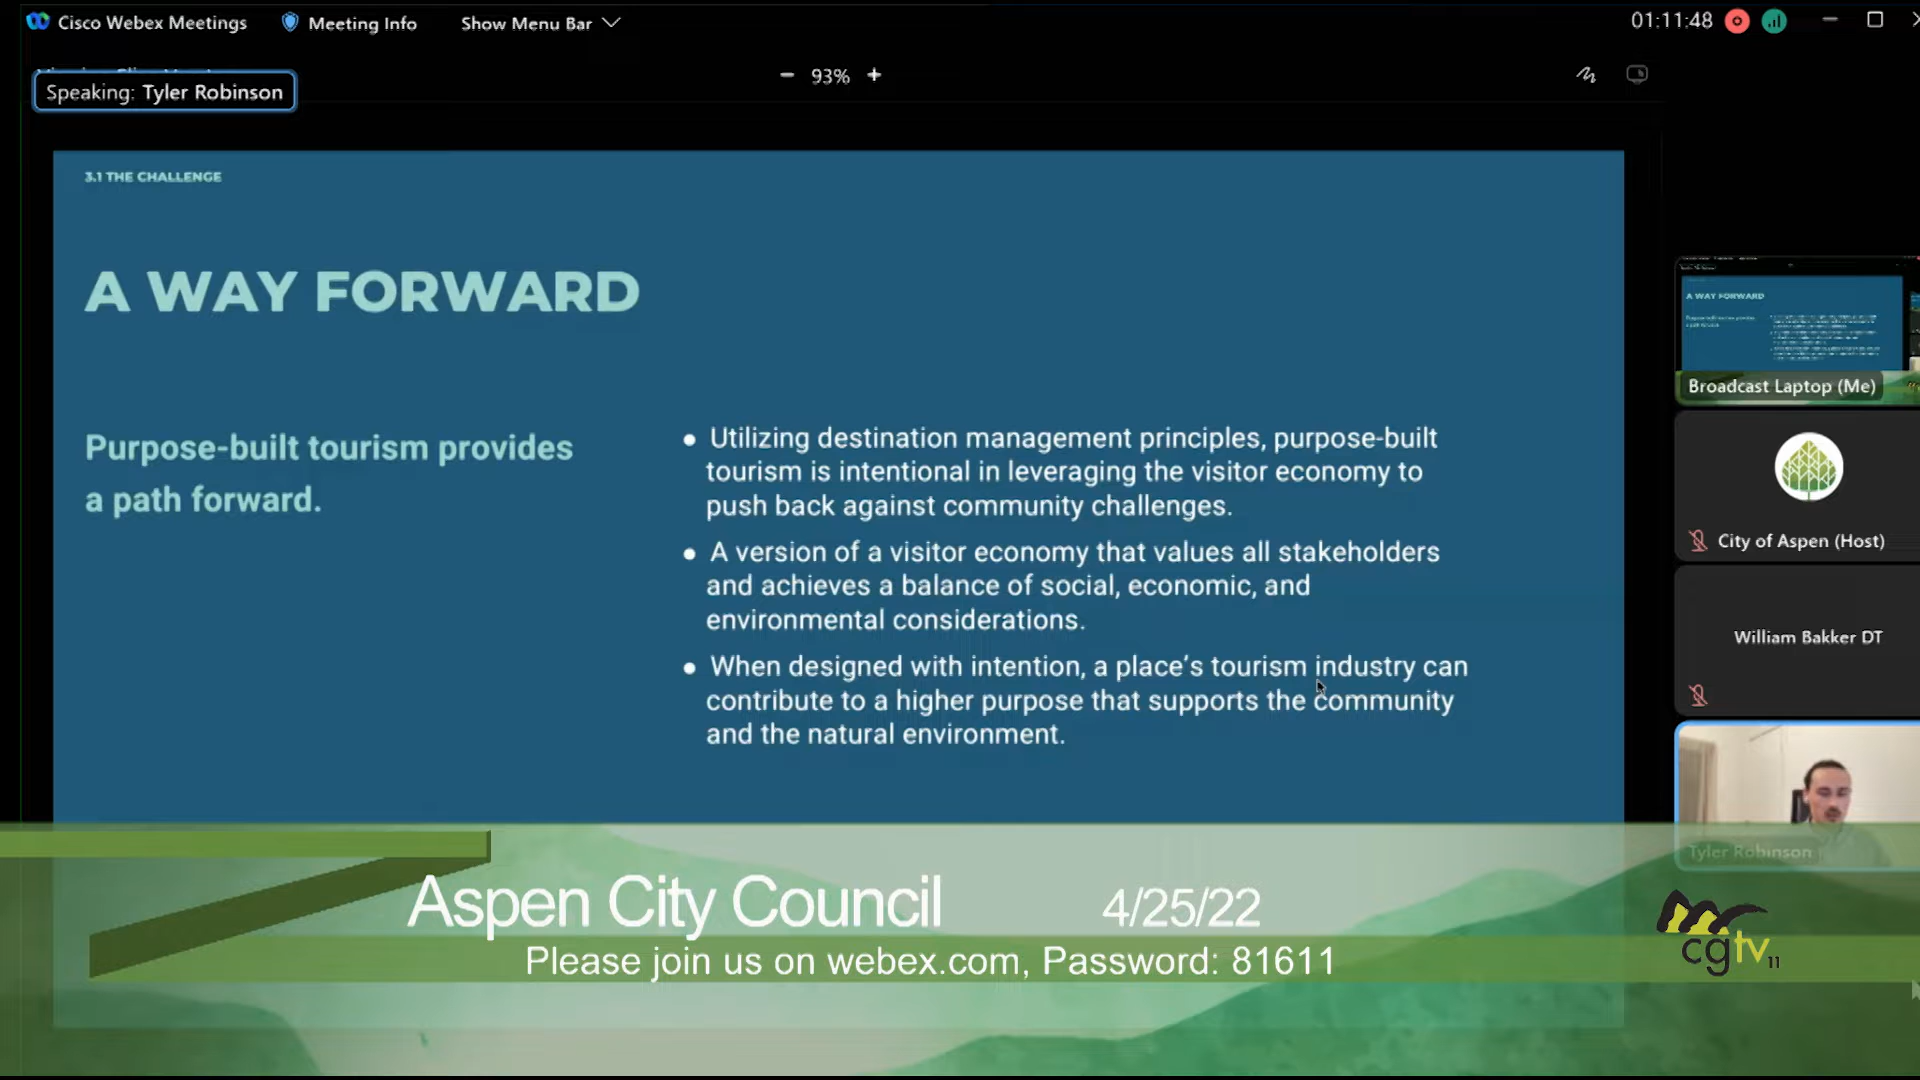 Cisco Webex Meetings
Meeting Info
Show Menu Bar
01:11:48
Speaking: Tyler Robinson
93%
3.1 THE CHALLENGE
A WAY FORWARD
Purpose-built tourism provides
a path forward.
• Utilizing destination management principles, purpose-built
tourism is intentional in leveraging the visitor economy to
push back against community challenges.
• A version of a visitor economy that values all stakeholders
and achieves a balance of social, economic, and
environmental considerations.
• When designed with intention, a place's tourism industry can
contribute to a higher purpose that supports the community
and the natural environment.
A WAY FORWARD
Broadcast Laptop (Me)
City of Aspen (Host)
William Bakker DT
Tyler Robinson
Aspen City Council
4/25/22
Please join us on webex.com, Password: 81611
cgtv 11